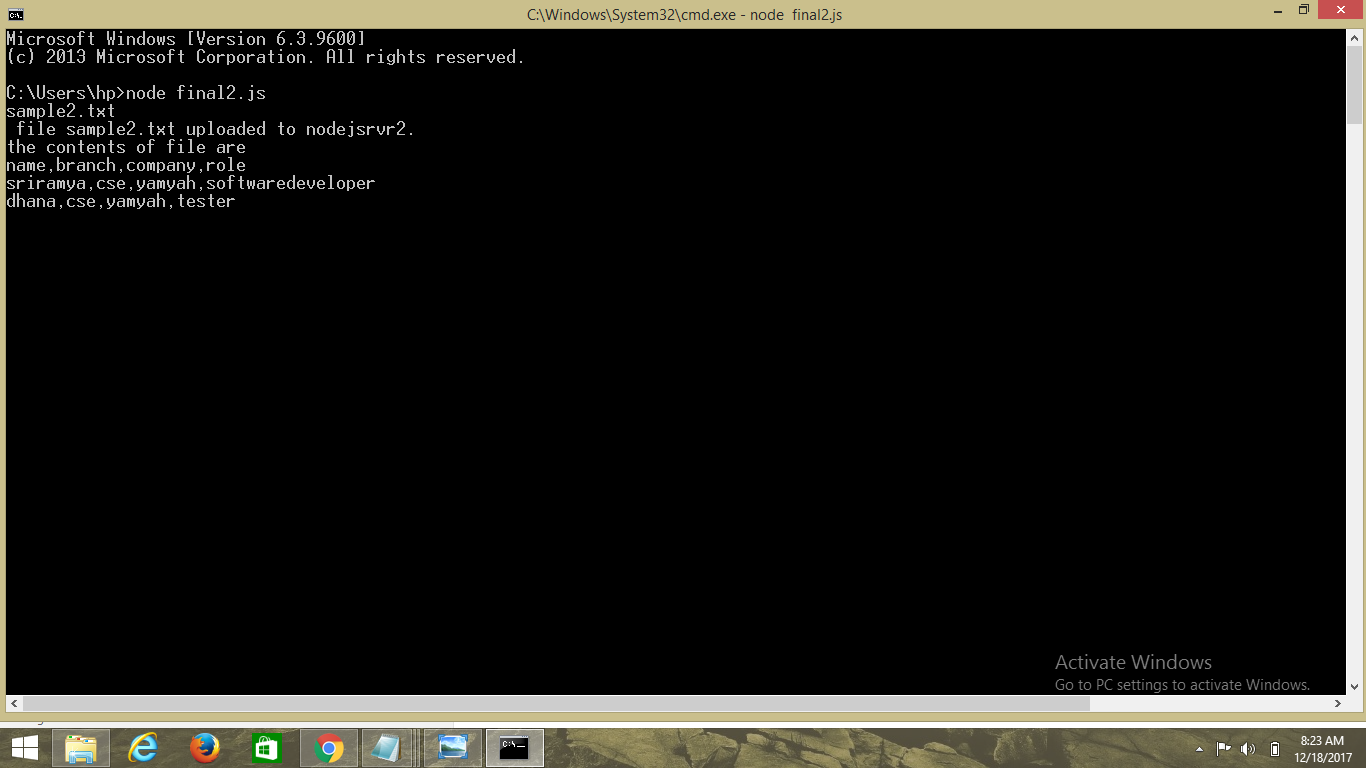 C:\Windows\System32\cmd.exe - node  final2.js
Microsoft Windows [Version 6.3.9600]
(c) 2013 Microsoft Corporation. All rights reserved.
C:\Users\hp>node final2.js
sample2.txt
 file sample2.txt uploaded to nodejsrvr2.
the contents of file are
name,branch,company,role
sriramya,cse,yamyah,softwaredeveloper
dhana,cse,yamyah,tester
Activate Windows
Go to PC settings to activate Windows.
8:23 AM
12/18/2017